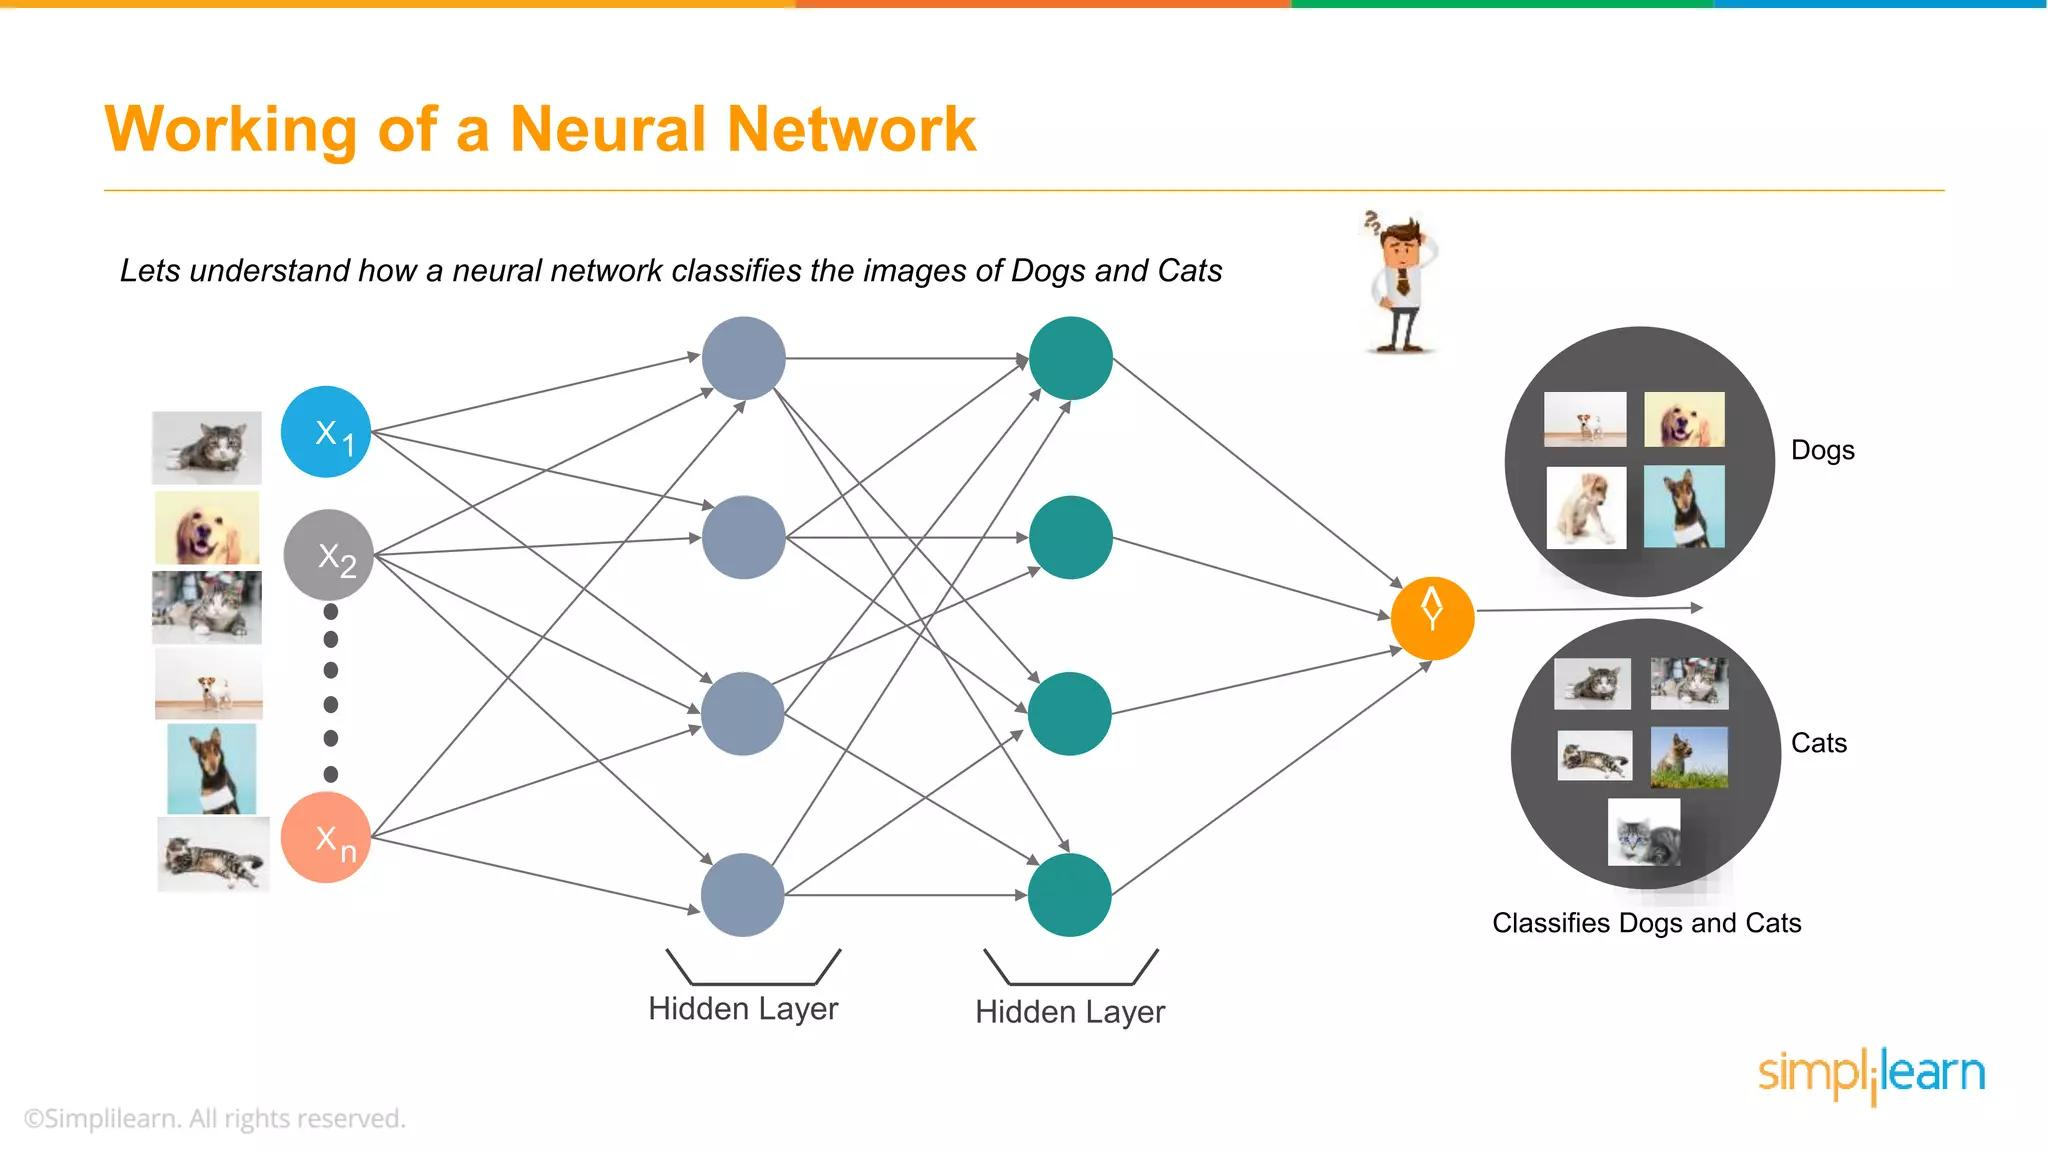 Working of a Neural Network
Lets understand how a neural network classifies the images of Dogs and Cats
??
X1
X2
Xn
Ŷ
Dogs
Cats
Classifies Dogs and Cats
Hidden Layer
Hidden Layer
simplilearn
©Simplilearn. All rights reserved.